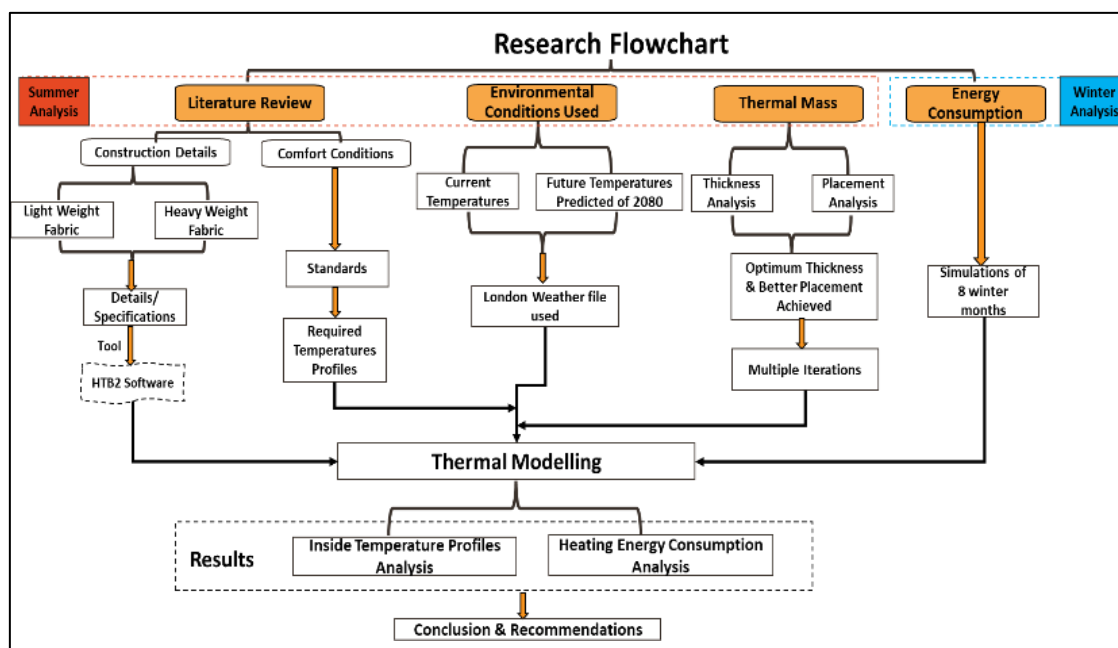 Research Flowchart
Summer
Analysis
Literature Review
Environmental
Conditions Used
Thermal Mass
Energy
Consumption
Winter
Analysis
Construction Details
Comfort Conditions
Current
Temperatures
Future Temperatures
Predicted of 2080
Thickness
Analysis
Placement
Analysis
Light Weight
Fabric
Heavy Weight
Fabric
Standards
Optimum Thickness
& Better Placement
Achieved
Simulations of
8 winter
months
Details/
Specifications
London Weather file
used
Tool
Required
Temperatures
Profiles
Multiple Iterations
HTB2 Software
Thermal Modelling
Results
Inside Temperature Profiles
Analysis
Heating Energy Consumption
Analysis
Conclusion & Recommendations